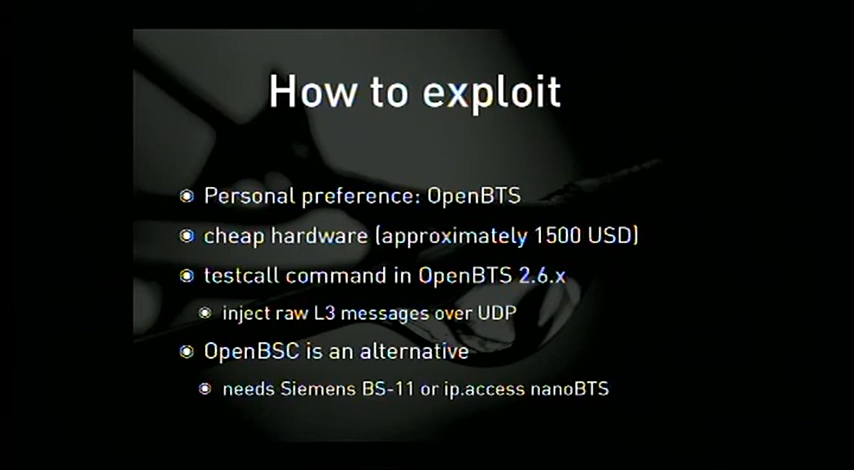 How to exploit
Personal preference: OpenBTS
cheap hardware (approximately 1500 USD)
testcall command in OpenBTS 2.6.x
inject raw L3 messages over UDP
OpenBSC is an alternative
needs Siemens BS-11 or ip.access nanoBTS